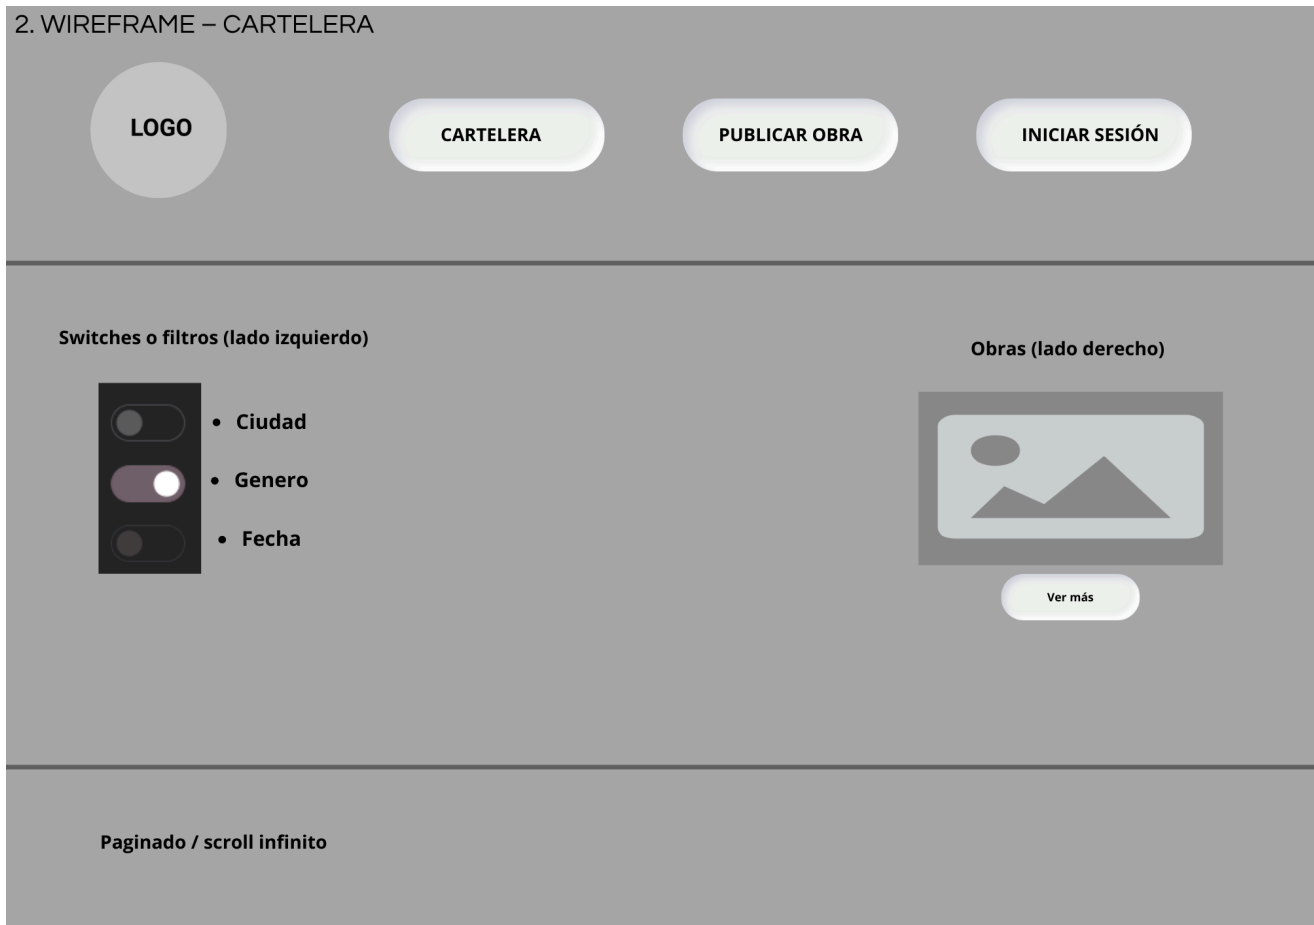 2. WIREFRAME – CARTELERA
LOGO
CARTELERA
PUBLICAR OBRA
INICIAR SESIÓN
Switches o filtros (lado izquierdo)
• Ciudad
• Genero
• Fecha
Obras (lado derecho)
Ver más
Paginado / scroll infinito